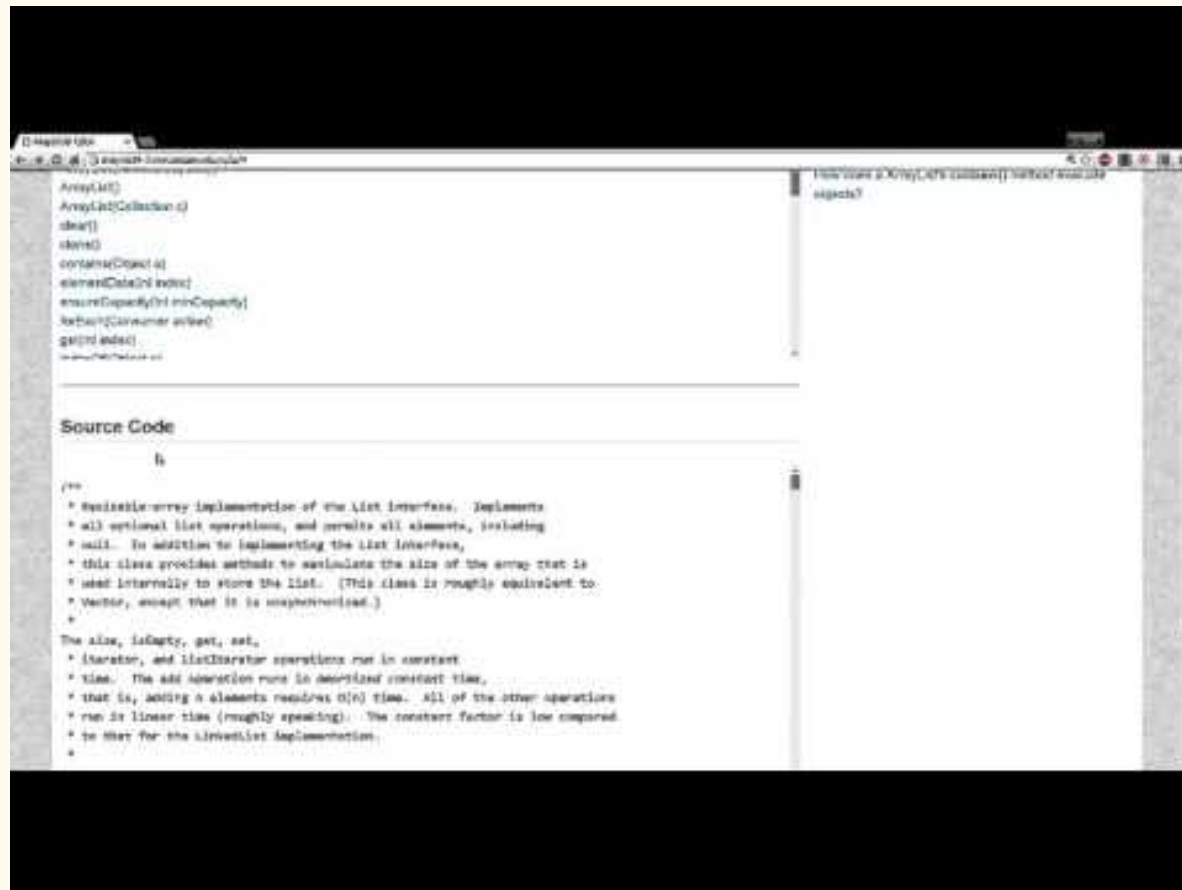 ArrayList()
ArrayList(Collection c)
clear()
clone()
contains(Object o)
elementData(int index)
ensureCapacity(int minCapacity)
forEach(Consumer action)
get(int index)
indexOf(Object o)
How does a ArrayList's contains() method evaluate
objects?
Source Code
/**
* Resizable-array implementation of the List interface. Implements
* all optional list operations, and permits all elements, including
* null. In addition to implementing the List interface,
* this class provides methods to manipulate the size of the array that is
* used internally to store the list. (This class is roughly equivalent to
* Vector, except that it is unsynchronized.)
*
The size, isEmpty, get, set,
* iterator, and listIterator operations run in constant
* time. The add operation runs in amortized constant time,
* that is, adding n elements requires O(n) time. All of the other operations
* run in linear time (roughly speaking). The constant factor is low compared
* to that for the LinkedList implementation.
*